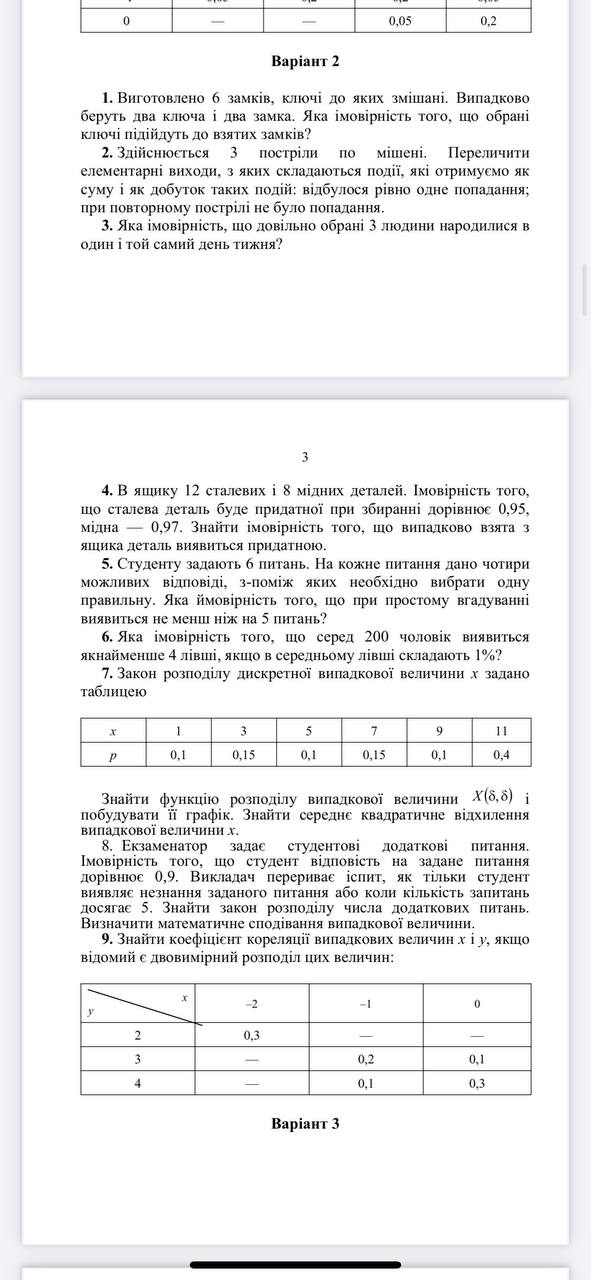 0 — — 0,05 0,2
Варіант 2
1. Виготовлено 6 замків, ключі до яких змішані. Випадково
беруть два ключа і два замка. Яка імовірність того, що обрані
ключі підійдуть до взятих замків?
2. Здійснюється 3 постріли по мішені. Переличити
елементарні виходи, з яких складаються події, які отримуємо як
суму і як добуток таких подій: відбулося рівно одне попадання;
при повторному пострілі не було попадання.
3. Яка імовірність, що довільно обрані 3 людини народилися в
один і той самий день тижня?
3
4. В ящику 12 сталевих і 8 мідних деталей. Імовірність того,
що сталева деталь буде придатної при збиранні дорівнює 0,95,
мідна — 0,97. Знайти імовірність того, що випадково взята з
ящика деталь виявиться придатною.
5. Студенту задають 6 питань. На кожне питання дано чотири
можливих відповіді, з-поміж яких необхідно вибрати одну
правильну. Яка ймовірність того, що при простому вгадуванні
виявиться не менш ніж на 5 питань?
6. Яка імовірність того, що серед 200 чоловік виявиться
якнайменше 4 лівші, якщо в середньому лівші складають 1%?
7. Закон розподілу дискретної випадкової величини x задано
таблицею
x 1 3 5 7 9 11
p 0,1 0,15 0,1 0,15 0,1 0,4
Знайти функцію розподілу випадкової величини X(δ,δ) і
побудувати її графік. Знайти середнє квадратичне відхилення
випадкової величини x.
8. Екзаменатор задає студентові додаткові питання.
Імовірність того, що студент відповість на задане питання
дорівнює 0,9. Викладач перериває іспит, як тільки студент
виявляє незнання заданого питання або коли кількість запитань
досягає 5. Знайти закон розподілу числа додаткових питань.
Визначити математичне сподівання випадкової величини.
9. Знайти коефіцієнт кореляції випадкових величин x і y, якщо
відомий є двовимірний розподіл цих величин:
x –2 –1 0
y
2 0,3 — —
3 — 0,2 0,1
4 — 0,1 0,3
Варіант 3